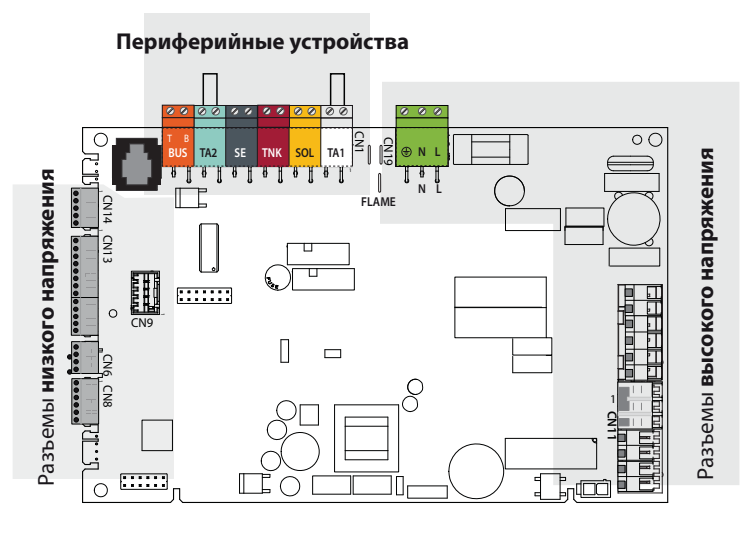 Периферийные устройства
T B
BUS
TA2
SE
TNK
SOL
TA1
CN1
CN19
N L
N L
FLAME
Разъемы низкого напряжения
CN14
CN13
CN9
CN6
CN8
FUSE
1
CN11
Разъемы высокого напряжения